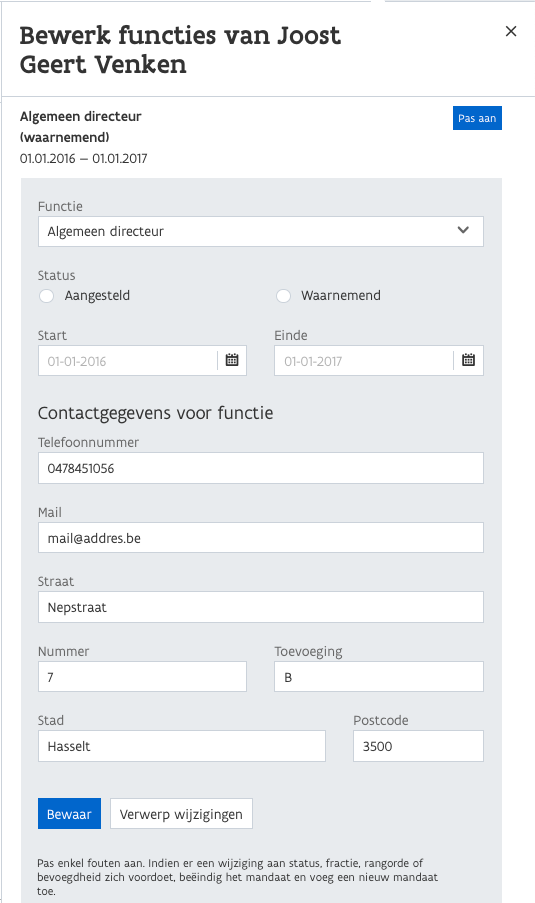 Bewerk functies van Joost
Geert Venken
Algemeen directeur
Pas aan
(waarnemend)
01.01.2016 – 01.01.2017
Functie
Algemeen directeur
Status
Aangesteld
Waarnemend
Start
Einde
01-01-2016
01-01-2017
Contactgegevens voor functie
Telefoonnummer
0478451056
Mail
mail@addres.be
Straat
Nepstraat
Nummer
Toevoeging
7
B
Stad
Postcode
Hasselt
3500
Bewaar
Verwerp wijzigingen
Pas enkel fouten aan. Indien er een wijziging aan status, fractie, rangorde of
bevoegdheid zich voordoet, beëindig het mandaat en voeg een nieuw mandaat
toe.